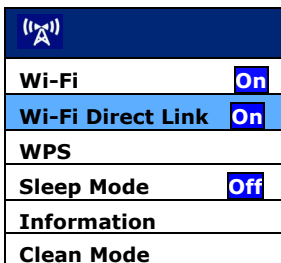 Wi-Fi On
Wi-Fi Direct Link On
WPS
Sleep Mode Off
Information
Clean Mode